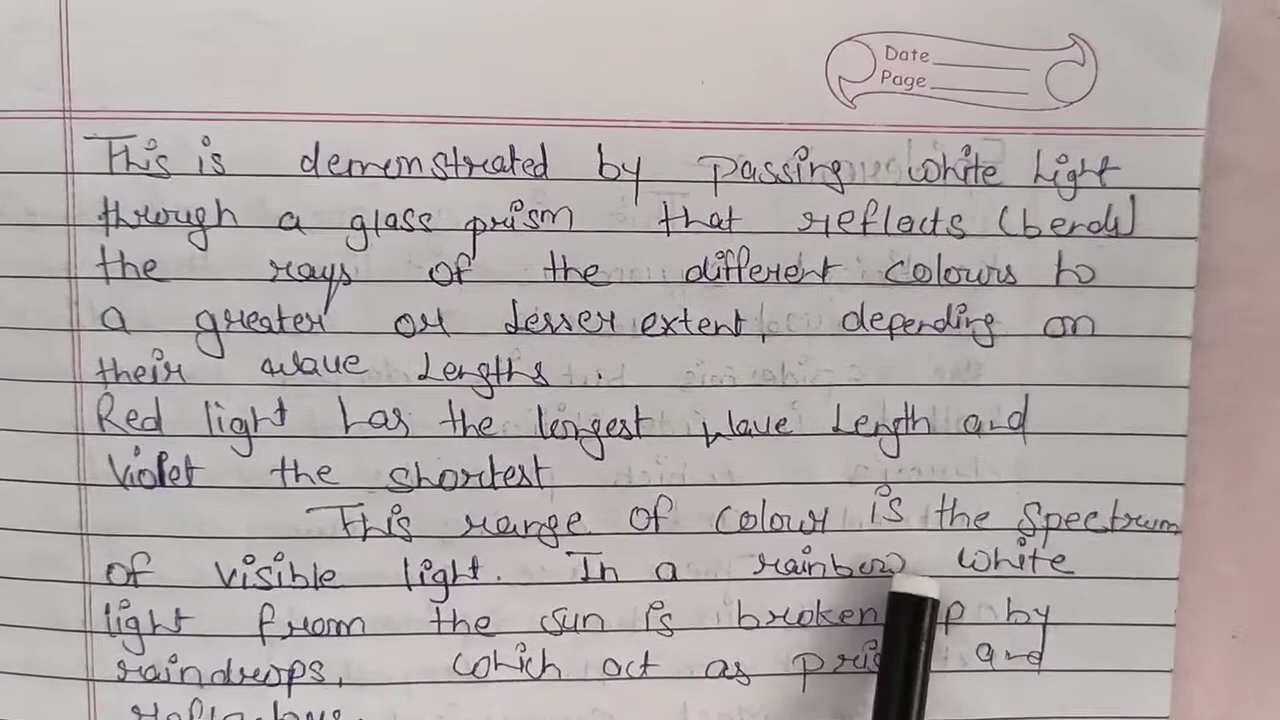 Date
Page
This is demonstrated by passing white light
through a glass prism that reflects (bends)
the rays of the different colours to
a greater or lesser extent, depending on
their wave lengths.
Red light has the longest wave length and
violet the shortest
This range of colour is the spectrum
of visible light. In a rainbow white
light from the sun is broken by
raindrops, which act as and